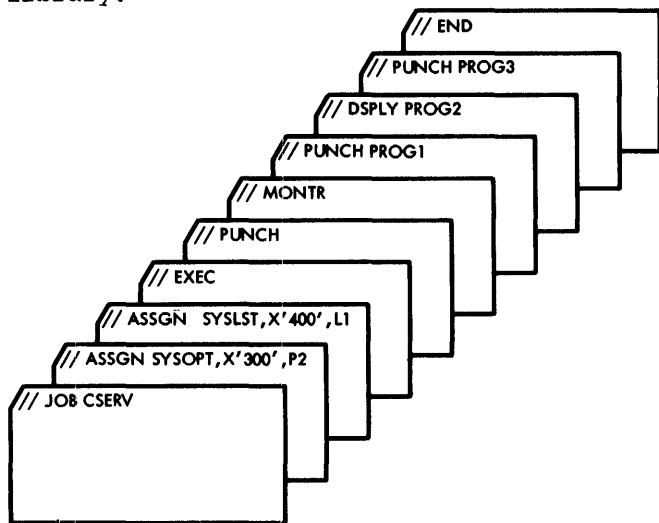 // END
// PUNCH PROG3
// DSPLY PROG2
// PUNCH PROG1
// MONTR
// PUNCH
// EXEC
// ASSGN SYSLST,X'400',L1
// ASSGN SYSOPT,X'300',P2
// JOB CSERV